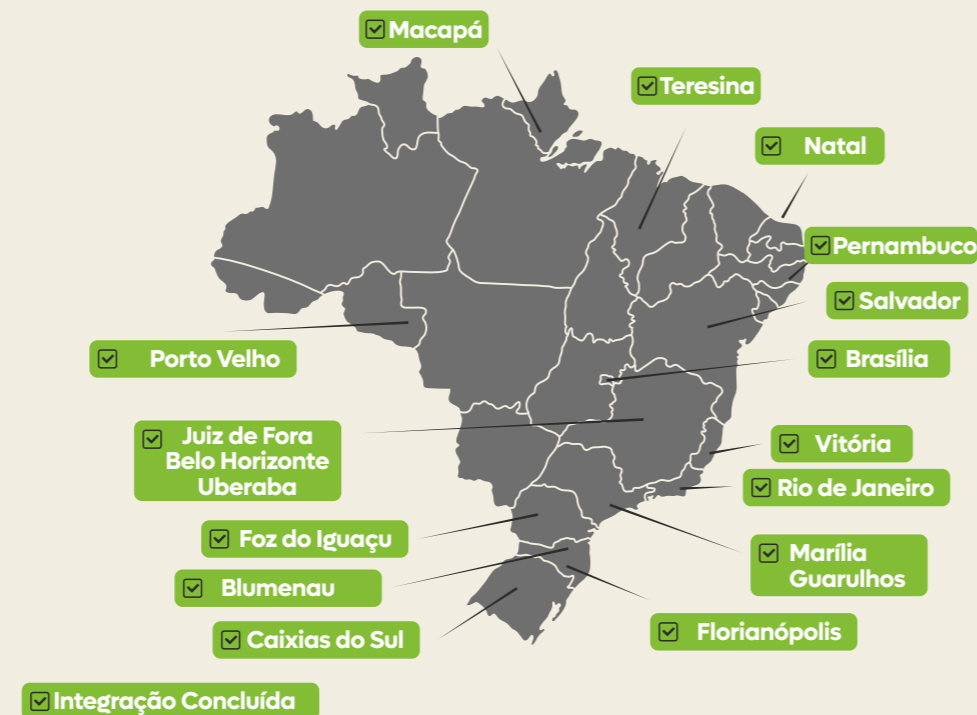 Macapá
Teresina
Natal
Pernambuco
Salvador
Porto Velho
Brasília
Juiz de Fora
Belo Horizonte
Uberaba
Vitória
Rio de Janeiro
Foz do Iguaçu
Marília
Guarulhos
Blumenau
Caixias do Sul
Florianópolis
Integração Concluída